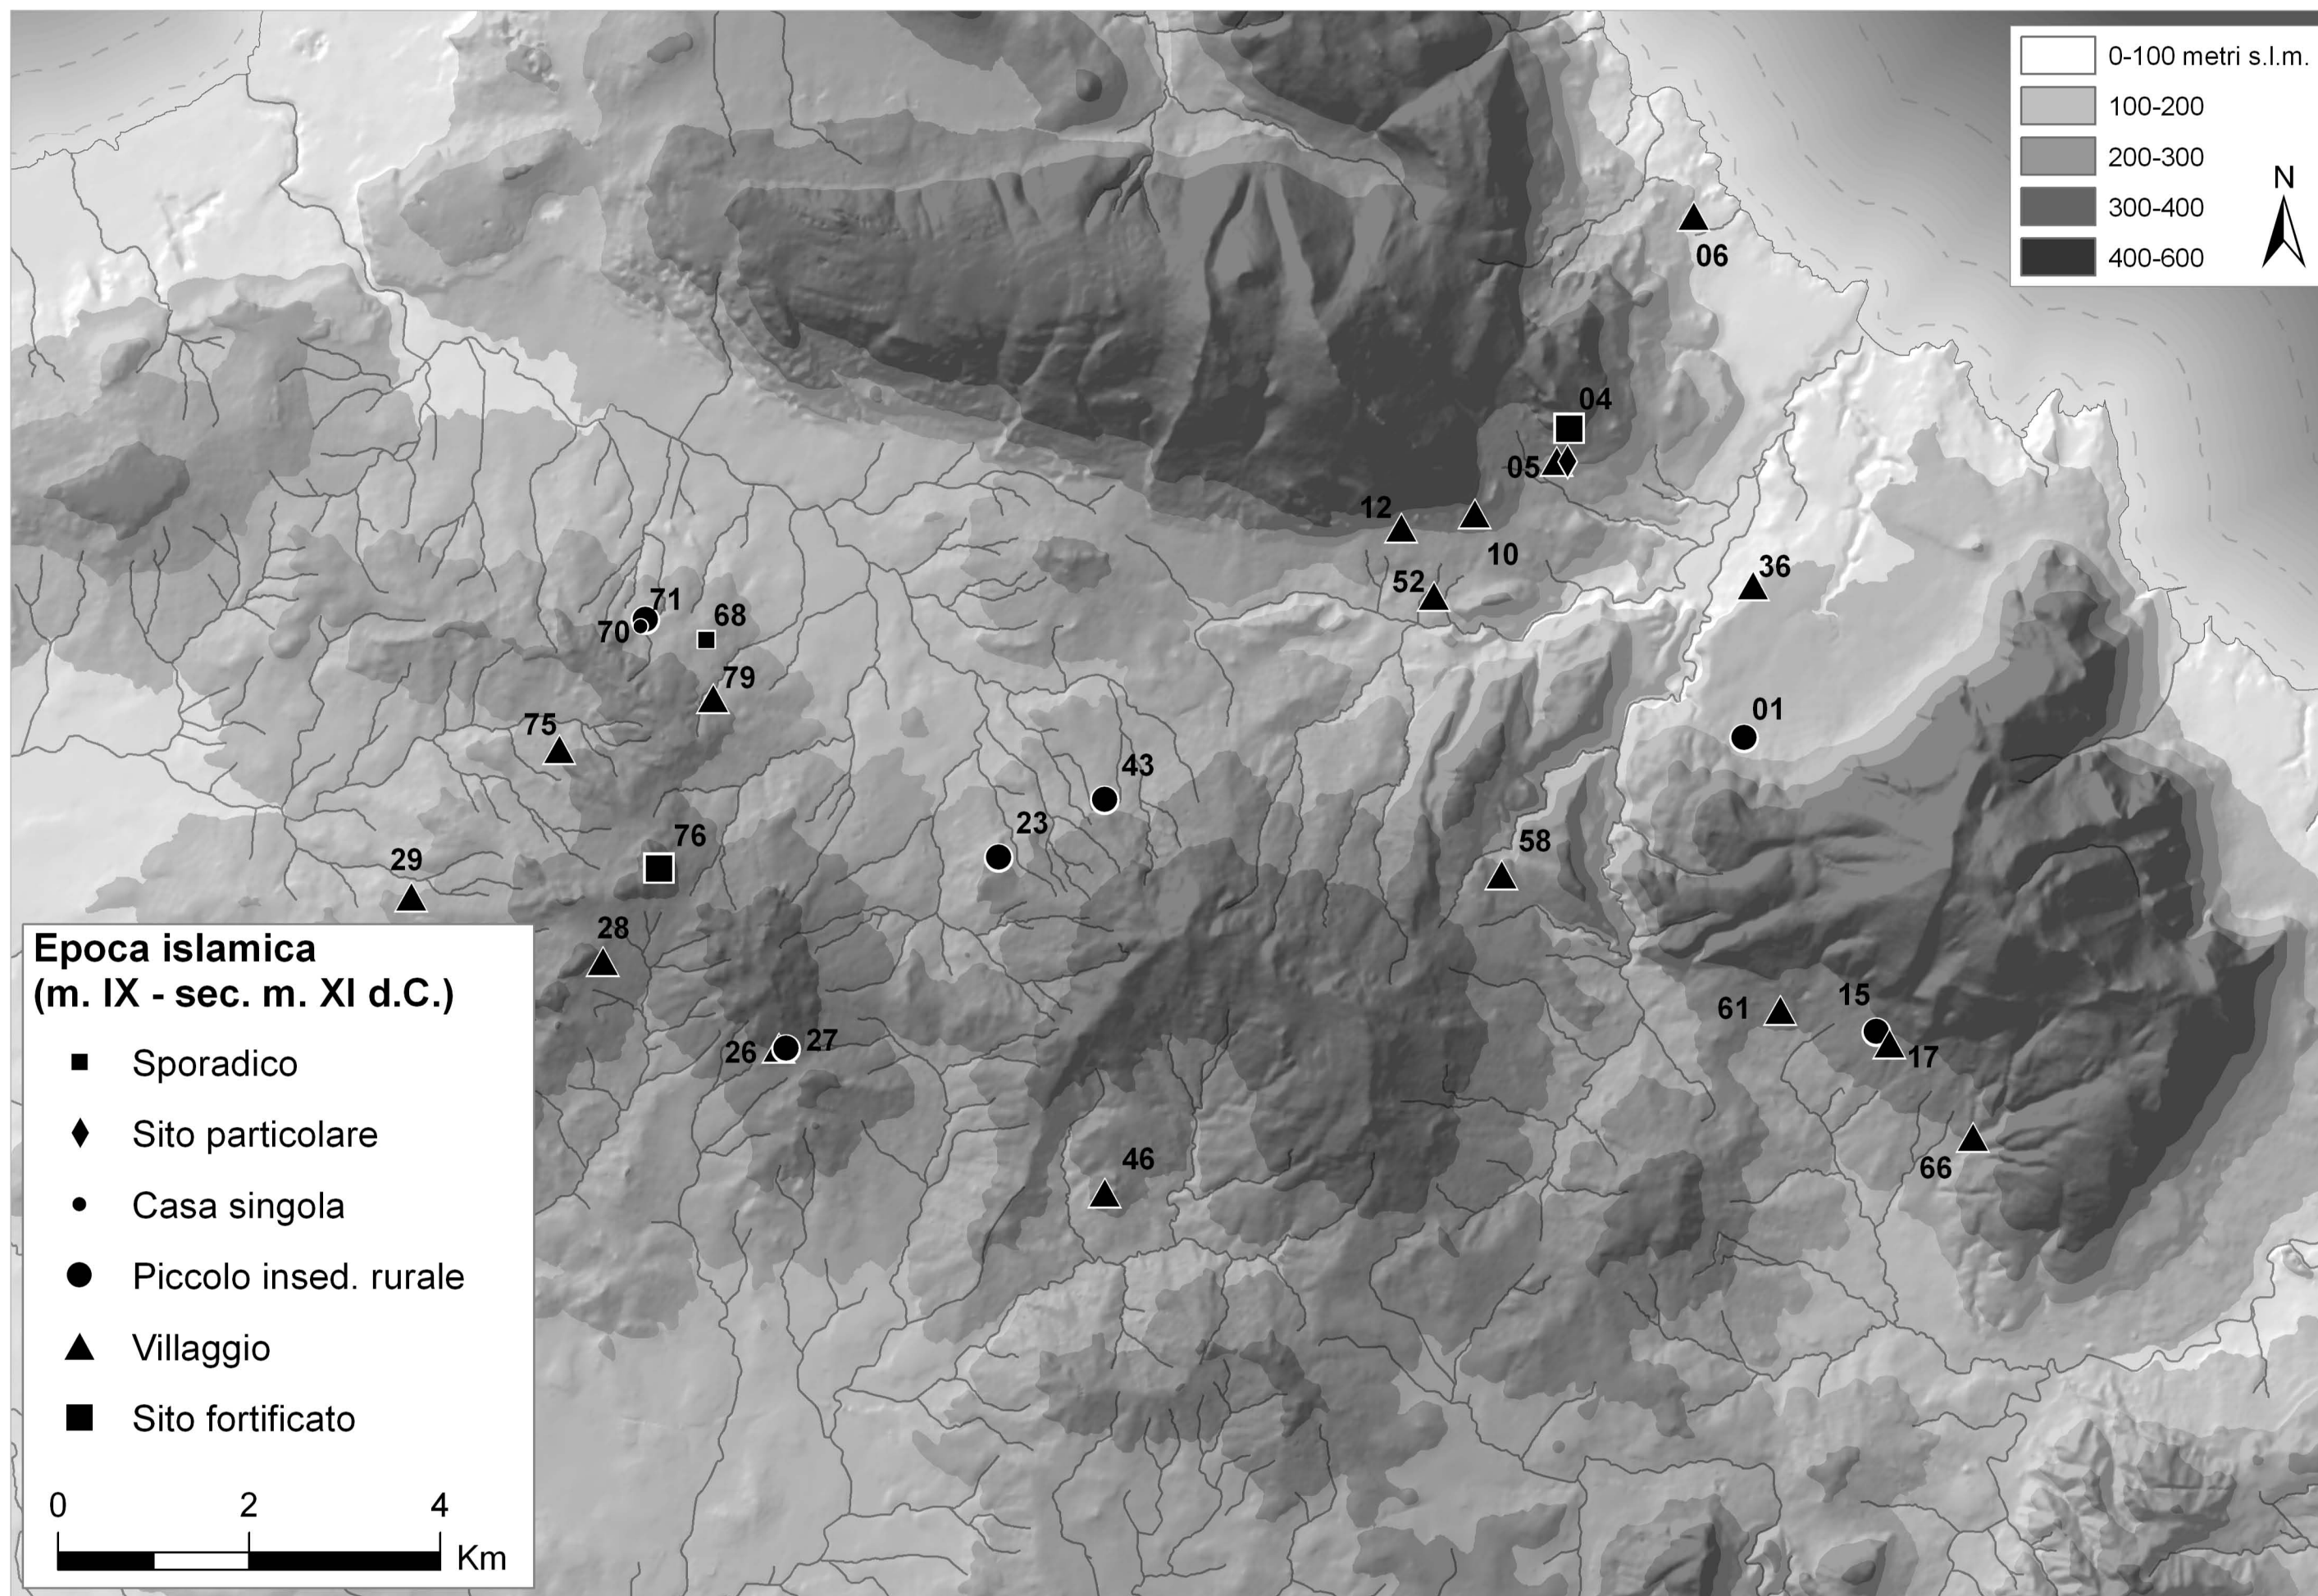 0-100 metri s.l.m.
100-200
200-300
300-400
400-600
N
06
04
05
12
10
52
36
71
70
68
79
75
01
43
23
76
58
29
28
61
15
17
26
27
46
66
Epoca islamica
(m. IX - sec. m. XI d.C.)
Sporadico
Sito particolare
Casa singola
Piccolo insed. rurale
Villaggio
Sito fortificato
0 2 4
Km